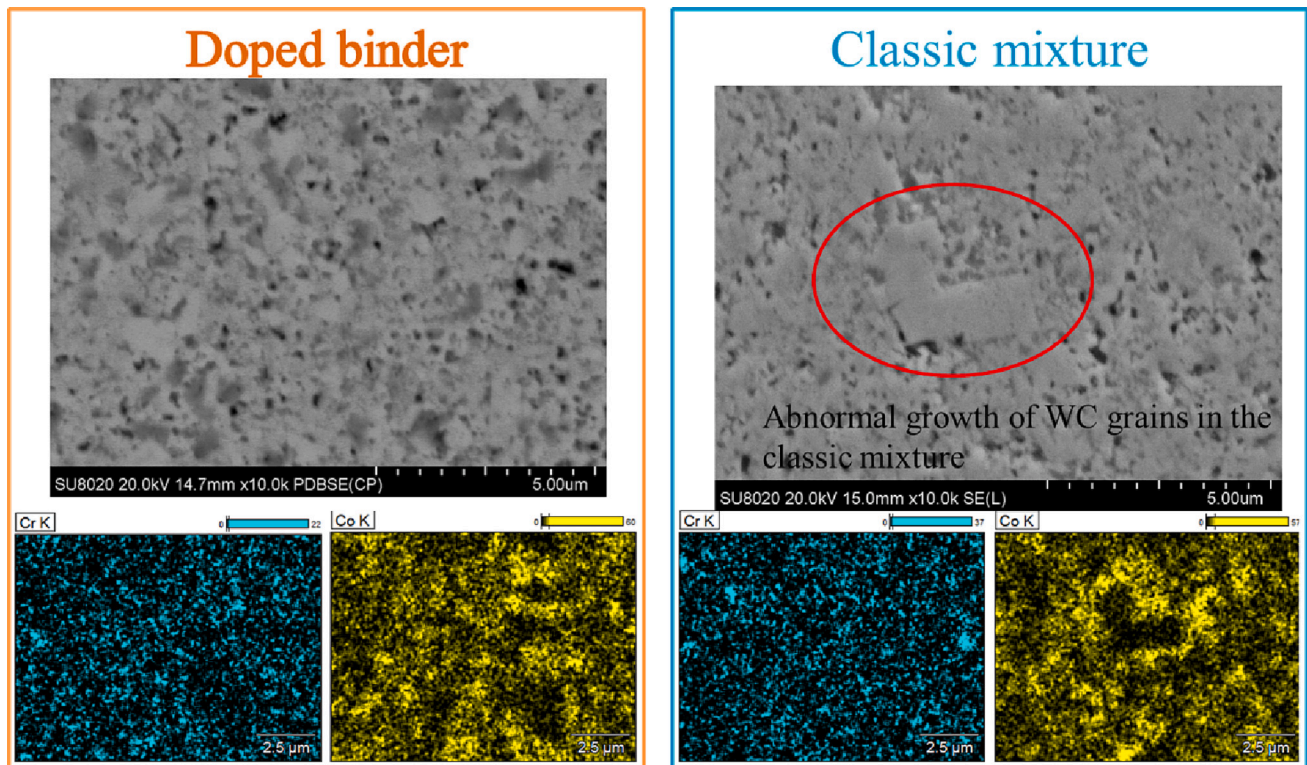 Doped binder
SU8020 20.0kV 14.7mm x10.0k PDBSE(CP)
5.00um
Cr K
0
22
Co K
0
60
2.5 μm
2.5 μm
Classic mixture
Abnormal growth of WC grains in the
classic mixture
SU8020 20.0kV 15.0mm x10.0k SE(L)
5.00um
Cr K
0
37
Co K
0
57
2.5 μm
2.5 μm